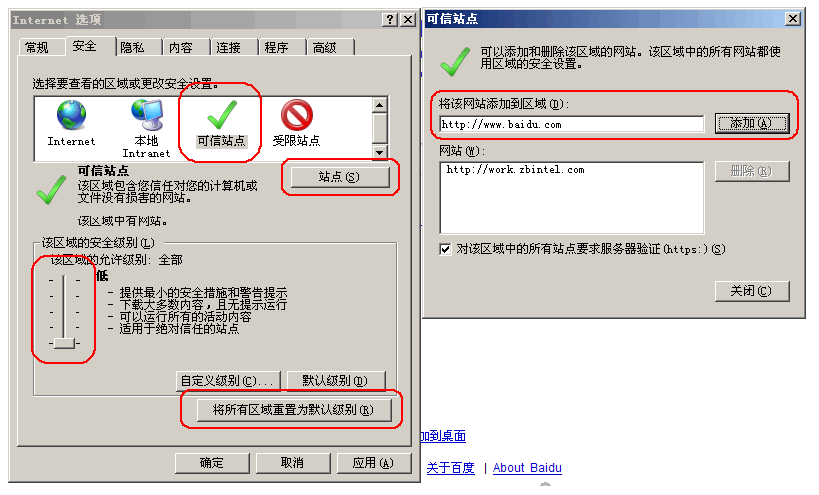 Internet 选项
常规 安全 隐私 内容 连接 程序 高级
选择要查看的区域或更改安全设置。
Internet
本地
Intranet
可信站点
受限站点
可信站点
该区域包含您信任对您的计算机或
文件没有损害的网站。
该区域中有网站。
站点(S)
该区域的安全级别(L)
该区域的允许级别: 全部
低
- 提供最小的安全措施和警告提示
- 下载大多数内容，且无提示运行
- 可以运行所有的活动内容
- 适用于绝对信任的站点
自定义级别(C)... 默认级别(D)
将所有区域重置为默认级别(R)
确定 取消 应用(A)
可信站点
可以添加和删除该区域的网站。该区域中的所有网站都使
用区域的安全设置。
将该网站添加到区域(D):
http://www.baidu.com 添加(A)
网站(W):
http://work.zbintel.com 删除(R)
对该区域中的所有站点要求服务器验证(https:)(S)
关闭(C)
加到桌面
关于百度 | About Baidu